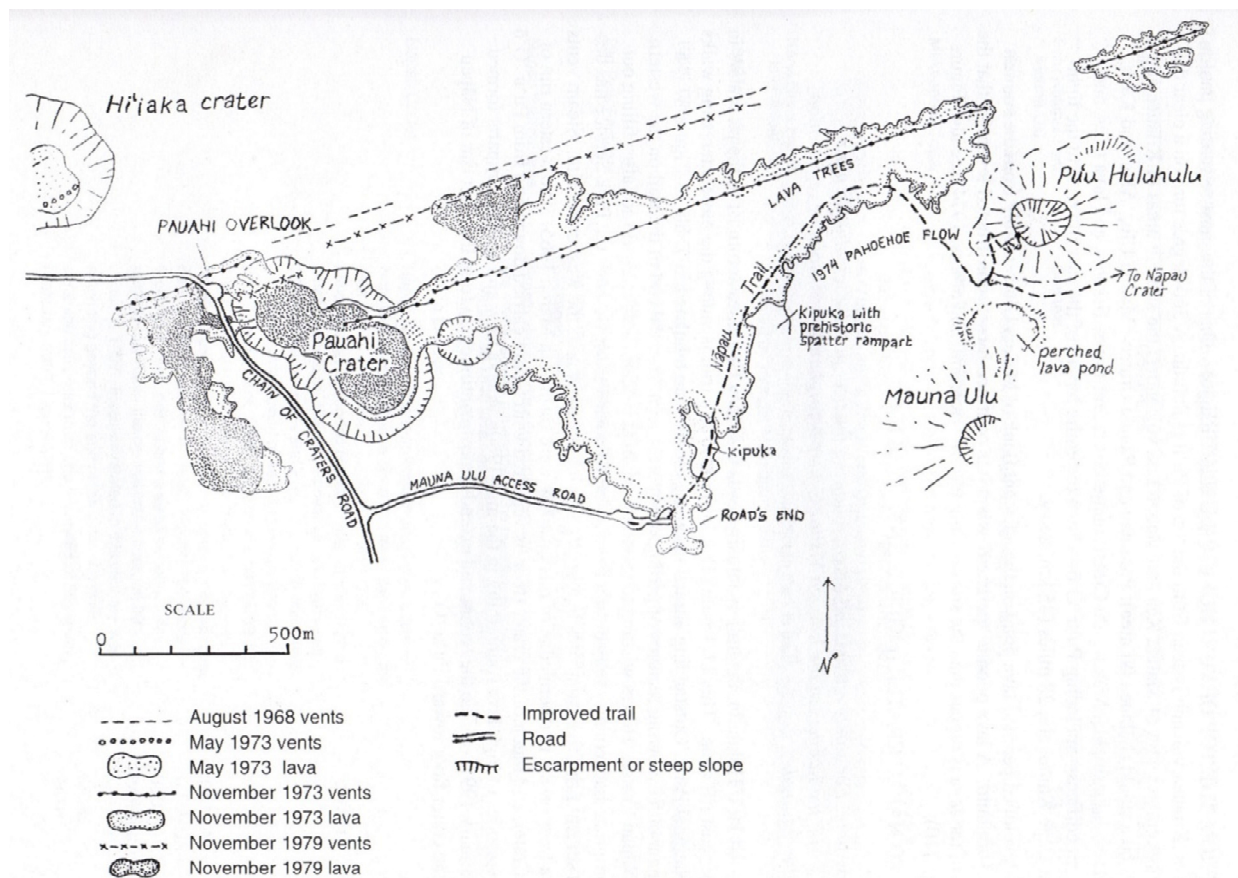 Hi'iaka crater
PAUAHI OVERLOOK
Pauahi
Crater
CHAIN OF CRATERS ROAD
MAUNA ULU ACCESS ROAD
ROAD'S END
Kipuka
Nāpau Trail
LAVA TREES
1974 PAHOEHOE FLOW
Kipuka with
prehistoric
spatter rampart
Pu'u Huluhulu
To Nāpau
Crater
perched
lava pond
Mauna Ulu
N°
SCALE
0 500m
August 1968 vents
May 1973 vents
May 1973 lava
November 1973 vents
November 1973 lava
November 1979 vents
November 1979 lava
Improved trail
Road
Escarpment or steep slope